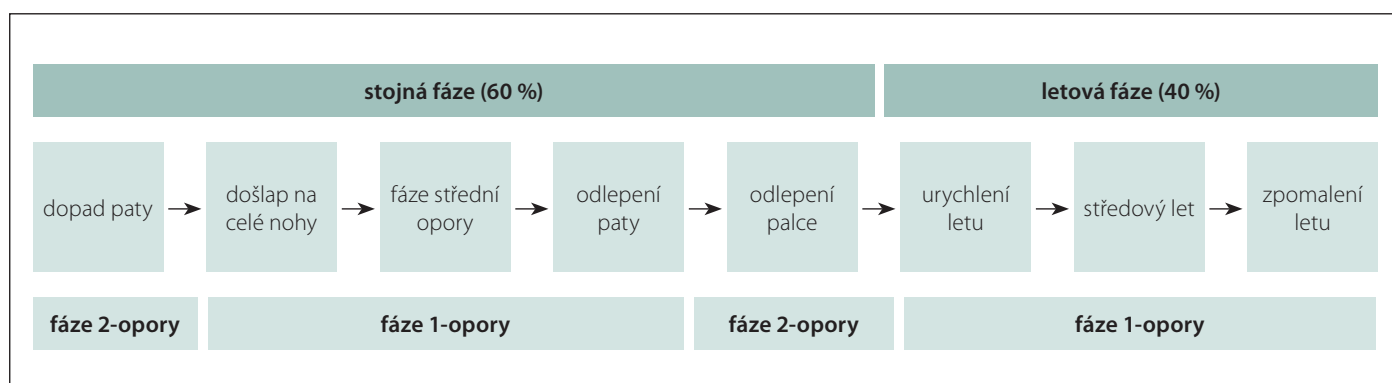 stojná fáze (60 %)
letová fáze (40 %)
dopad paty
došlap na
celé nohy
fáze střední
opory
odlepení
paty
odlepení
palce
urychlení
letu
středový let
zpomalení
letu
fáze 2-opory
fáze 1-opory
fáze 2-opory
fáze 1-opory